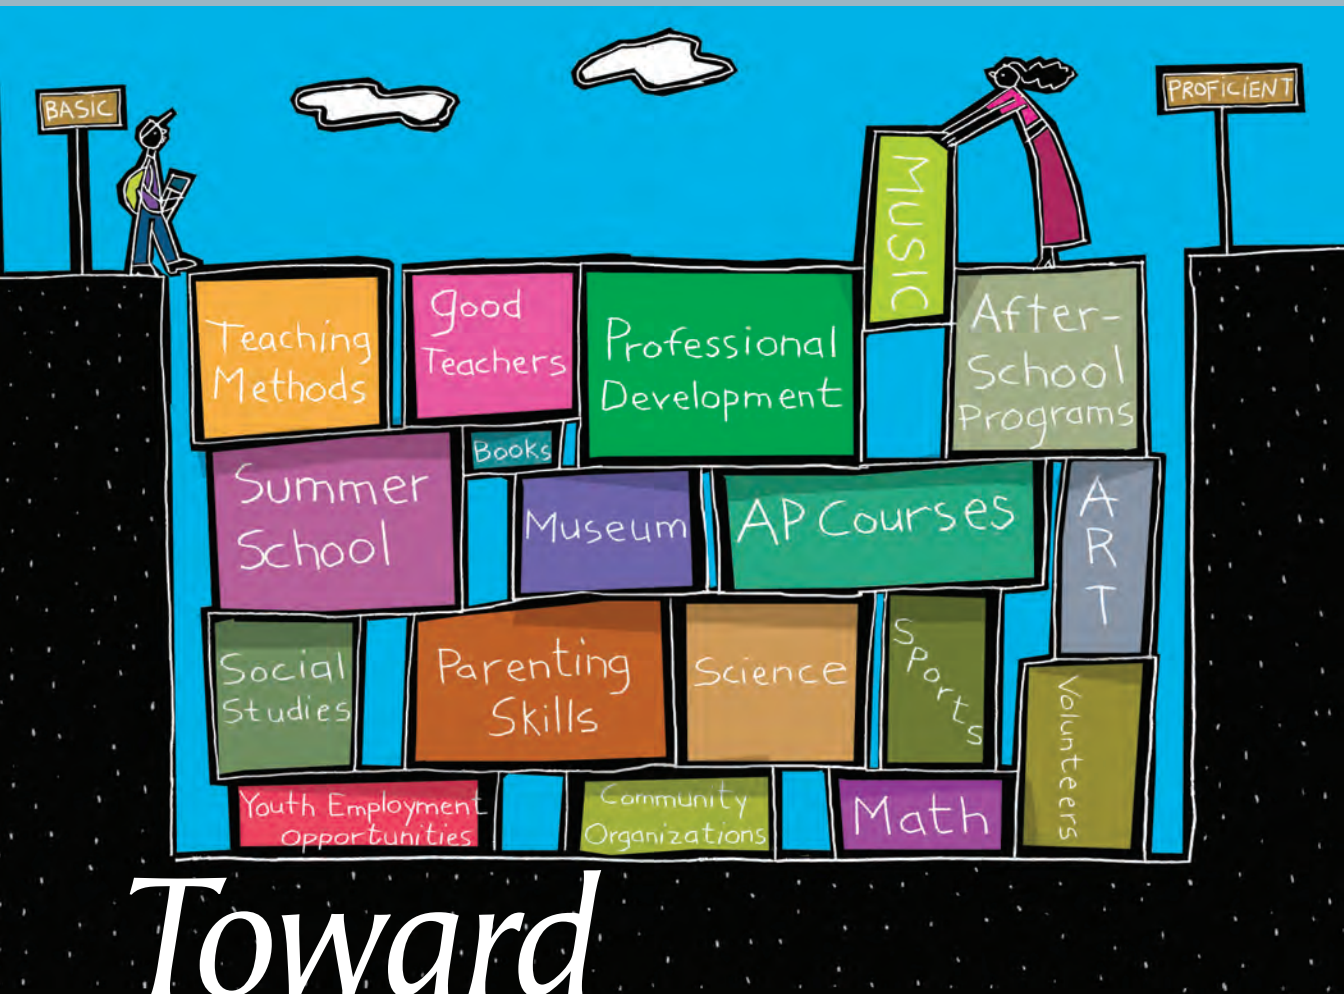 BASIC
PROFICIENT
MUSIC
Teaching
Methods
good
Teachers
Professional
Development
After-
School
Programs
Books
Summer
School
Museum
AP Courses
ART
Social
Studies
Parenting
Skills
Science
Sports
Volunteers
Youth Employment
opportunities
Community
Organizations
Math
Toward